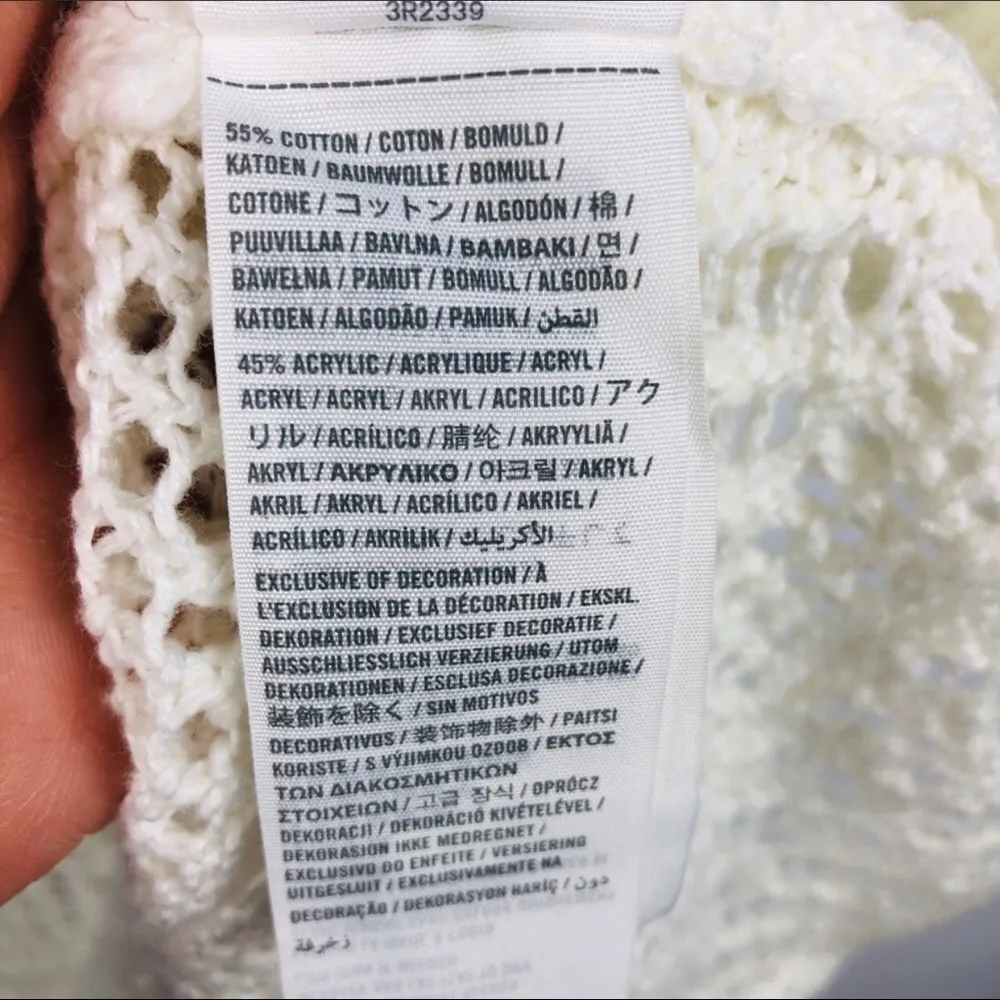 3R2339
55% COTTON / COTON / BOMULD /
KATOEN / BAUMWOLLE / BOMULL /
COTONE / コットン / ALGODÓN / 棉 /
PUUVILLAA / BAVLNA / BAMBAKI / 면 /
BAWEŁNA / PAMUT / BOMULL / ALGODÃO /
KATOEN / ALGODÃO / PAMUK / القطن
45% ACRYLIC / ACRYLIQUE / ACRYL /
ACRYL / ACRYL / AKRYL / ACRILICO / アク
リル / ACRÍLICO / 腈纶 / AKRYYLIÄ /
AKRYL / ΑΚΡΥΛΙΚΟ / 아크릴 / AKRYL /
AKRIL / AKRYL / ACRÍLICO / AKRIEL /
ACRÍLICO / AKRİLİK / الأكريليك
EXCLUSIVE OF DECORATION / À
L'EXCLUSION DE LA DÉCORATION / EKSKL.
DEKORATION / EXCLUSIEF DECORATIE /
AUSSCHLIESSLICH VERZIERUNG / UTOM
DEKORATIONEN / ESCLUSA DECORAZIONE /
装飾を除く / SIN MOTIVOS
DECORATIVOS / 装饰物除外 / PAITSI
KORISTE / S VÝJIMKOU OZDOB / ΕΚΤΟΣ
ΤΩΝ ΔΙΑΚΟΣΜΗΤΙΚΩΝ
ΣΤΟΙΧΕΙΩΝ / 고급 장식 / OPRÓCZ
DEKORACJI / DEKORÁCIÓ KIVÉTELÉVEL /
DEKORASJON IKKE MEDREGNET /
EXCLUSIVO DO ENFEITE / VERSIERING
UITGESLUIT / EXCLUSIVAMENTE NA
DECORAÇÃO / DEKORASYON HARİÇ / دون
زخرفة